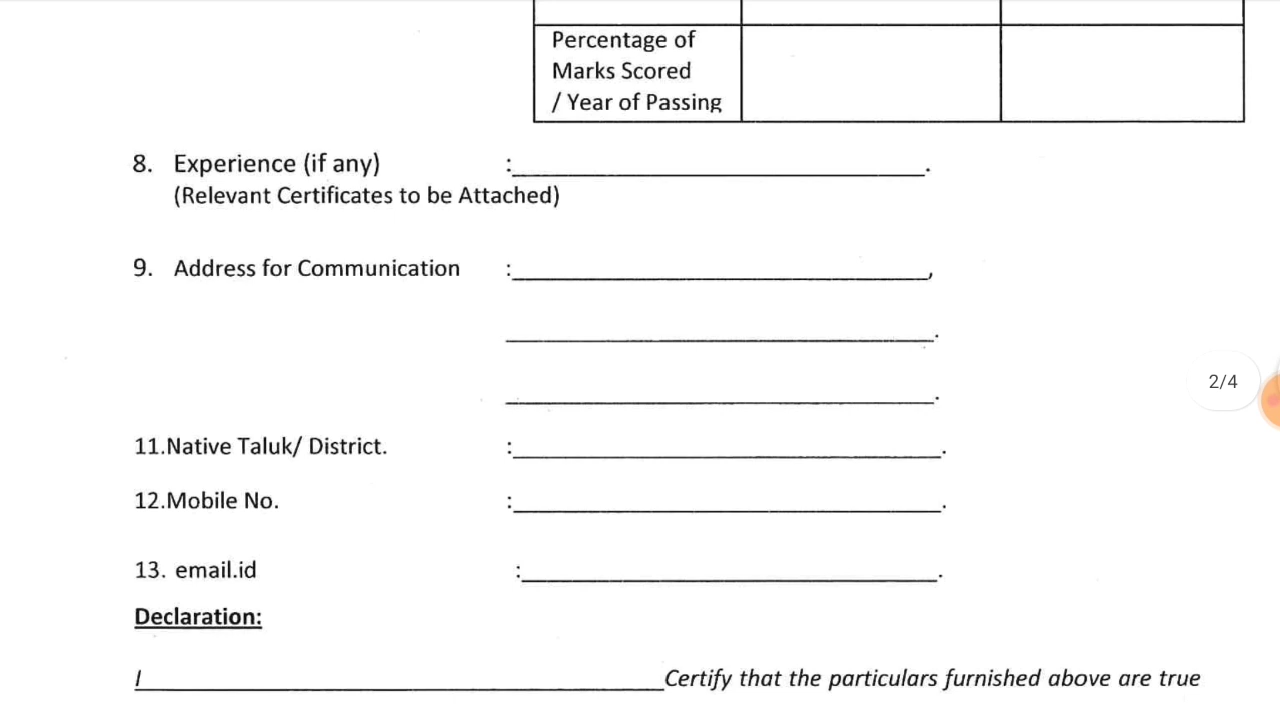 Percentage of
Marks Scored
/ Year of Passing
8. Experience (if any) :
(Relevant Certificates to be Attached)
9. Address for Communication : ,
.
.
2/4
11.Native Taluk/ District. : .
12.Mobile No. : .
13. email.id : .
Declaration:
I Certify that the particulars furnished above are true